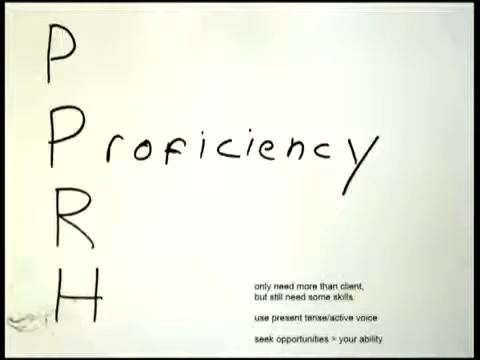 P
Proficiency
R
H
only need more than client,
but still need some skills
use present tense/active voice
seek opportunities > your ability